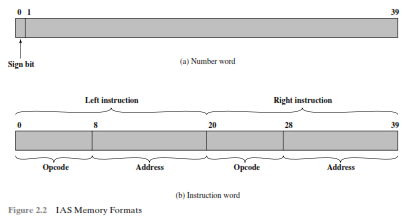 0 1 39
Sign bit
(a) Number word
Left instruction Right instruction
0 8 20 28 39
Opcode Address Opcode Address
(b) Instruction word
Figure 2.2 IAS Memory Formats